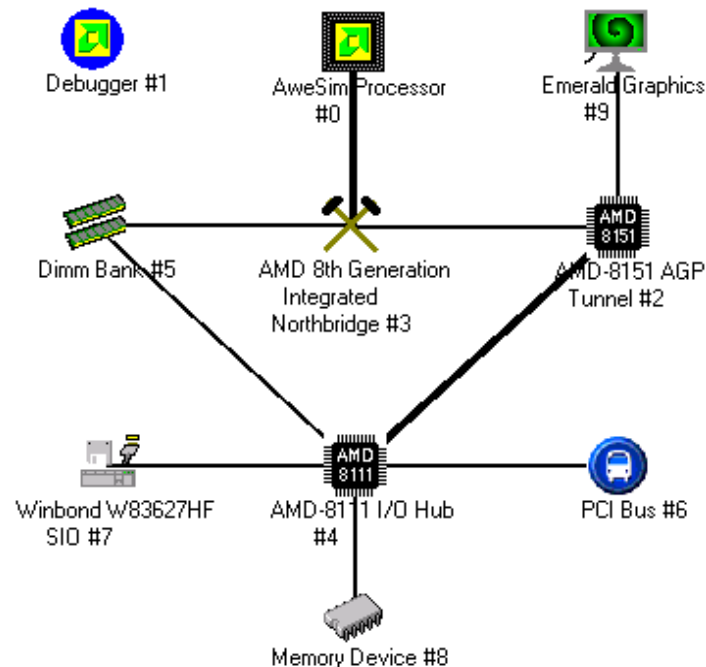 Debugger #1
AweSim Processor
#0
Emerald Graphics
#9
AMD
8151
Dimm Bank #5
AMD 8th Generation
Integrated
Northbridge #3
AMD-8151 AGP
Tunnel #2
AMD
8111
Winbond W83627HF
SIO #7
AMD-8111 I/O Hub
#4
PCI Bus #6
Memory Device #8